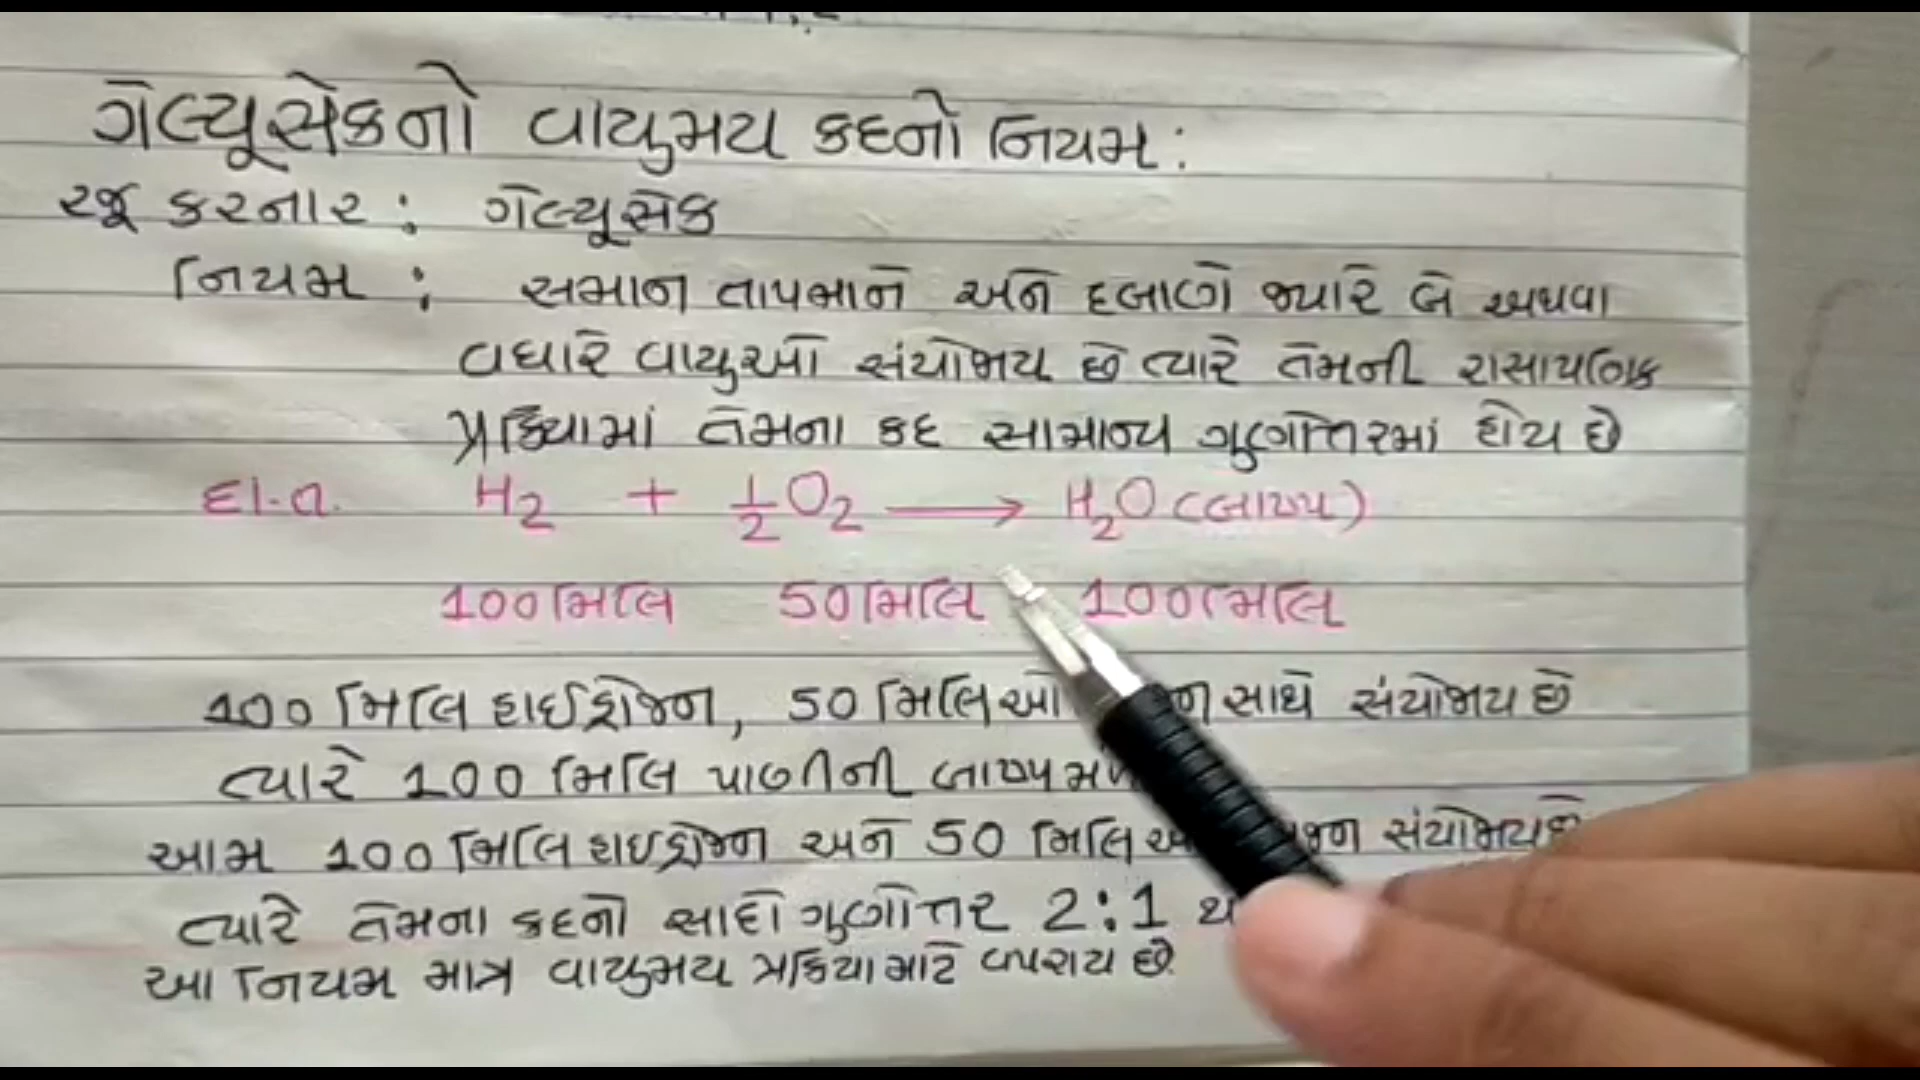 ગેલ્યૂસેકનો વાયુમય કદનો નિયમ:
રજૂ કરનાર : ગેલ્યૂસેક
નિયમ : સમાન તાપમાને અને દબાણે જ્યારે બે અથવા
વધારે વાયુઓ સંયોજાય છે ત્યારે તેમની રાસાયણિક
પ્રક્રિયામાં તેમના કદ સામાન્ય ગુણોત્તરમાં હોય છે
દા.ત. H₂ + ½O₂ ⟶ H₂O (બાષ્પ)
100 મિલિ 50 મિલિ 100 મિલિ
100 મિલિ હાઈડ્રોજન, 50 મિલિ સાથે સંયોજાય છે
ત્યારે 100 મિલિ પાણીની બાષ્પ
આમ 100 મિલિ હાઇડ્રોજન અને 50 મિલિ સંયોજાય છે
ત્યારે તેમના કદનો સાદો ગુણોત્તર 2:1
આ નિયમ માત્ર વાયુમય પ્રક્રિયા માટે વપરાય છે.